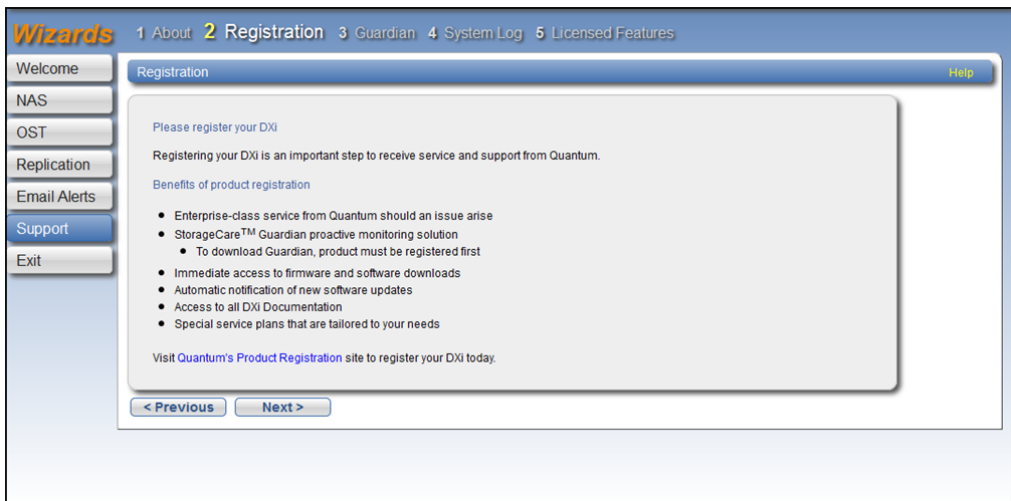 Wizards
1 About 2 Registration 3 Guardian 4 System Log 5 Licensed Features
Welcome
NAS
OST
Replication
Email Alerts
Support
Exit
Registration
Help
Please register your DXi
Registering your DXi is an important step to receive service and support from Quantum.
Benefits of product registration
• Enterprise-class service from Quantum should an issue arise
• StorageCare™ Guardian proactive monitoring solution
• To download Guardian, product must be registered first
• Immediate access to firmware and software downloads
• Automatic notification of new software updates
• Access to all DXi Documentation
• Special service plans that are tailored to your needs
Visit Quantum's Product Registration site to register your DXi today.
< Previous
Next >